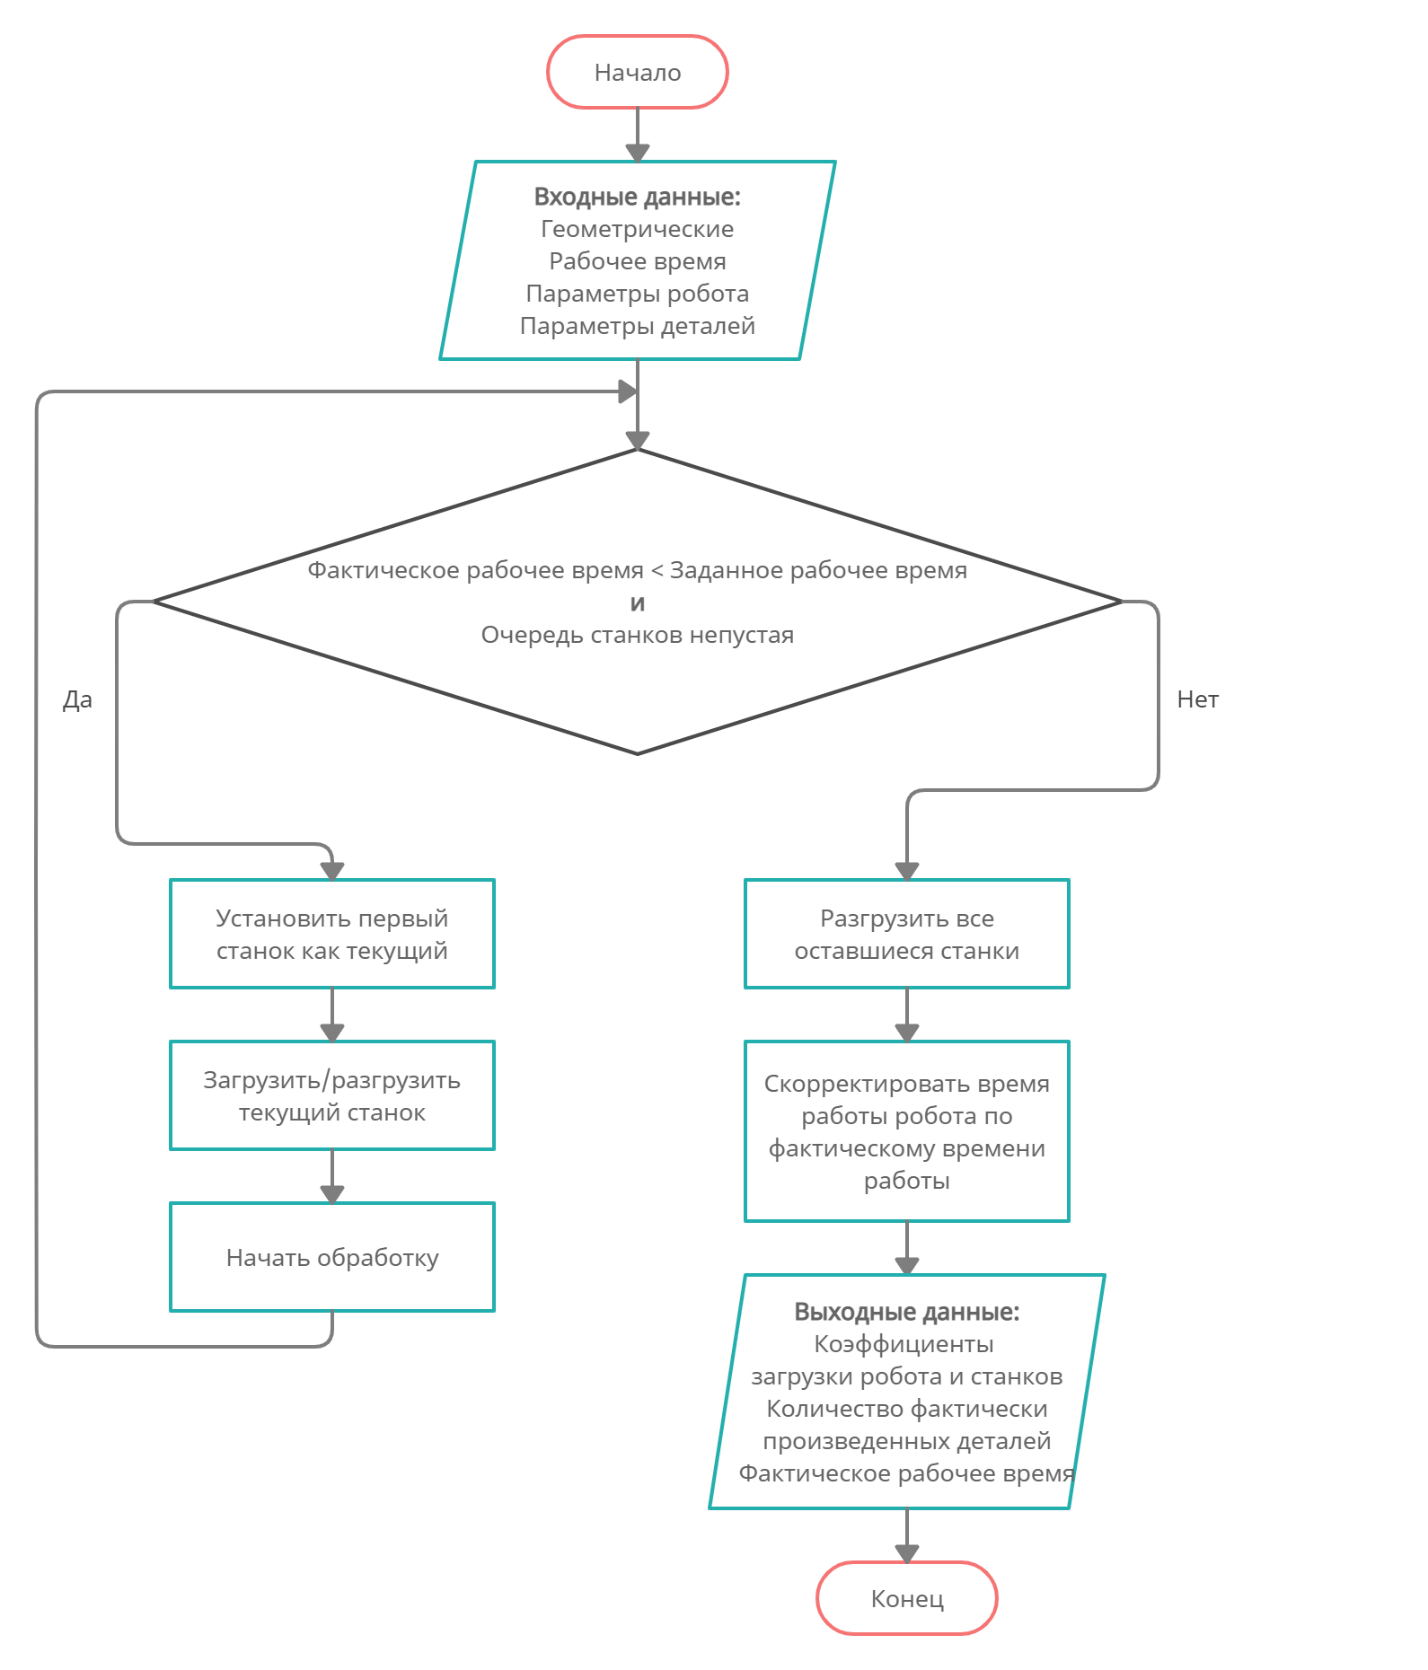 Начало
Входные данные:
Геометрические
Рабочее время
Параметры робота
Параметры деталей
Фактическое рабочее время < Заданное рабочее время
и
Очередь станков непустая
Да
Нет
Установить первый
станок как текущий
Загрузить/разгрузить
текущий станок
Начать обработку
Разгрузить все
оставшиеся станки
Скорректировать время
работы робота по
фактическому времени
работы
Выходные данные:
Коэффициенты
загрузки робота и станков
Количество фактически
произведенных деталей
Фактическое рабочее время
Конец